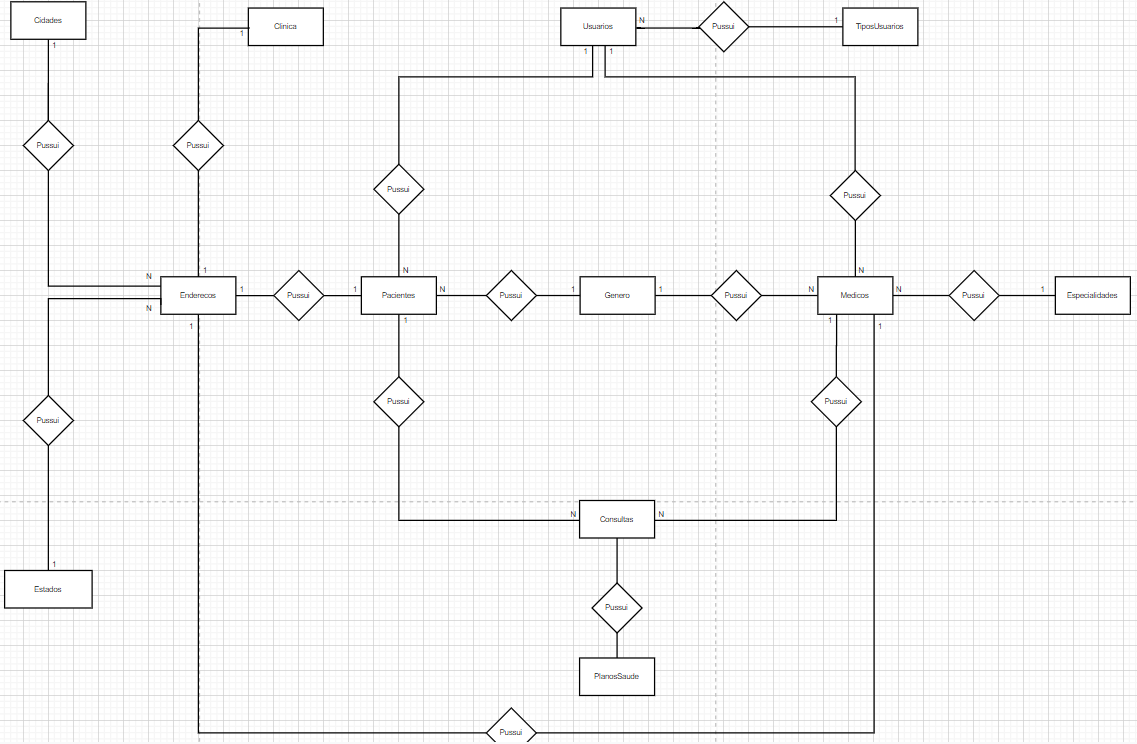 Cidades
1
Clinica
1
Usuarios
N
Pussui
1
TiposUsuarios
1
1
Pussui
Pussui
Pussui
Pussui
N
1
N
N
Enderecos
1
Pussui
1
Pacientes
N
Pussui
1
Genero
1
Pussui
N
Medicos
N
Pussui
1
Especialidades
N
1
1
1
1
Pussui
Pussui
Pussui
N
Consultas
N
1
Estados
Pussui
PlanosSaude
Pussui